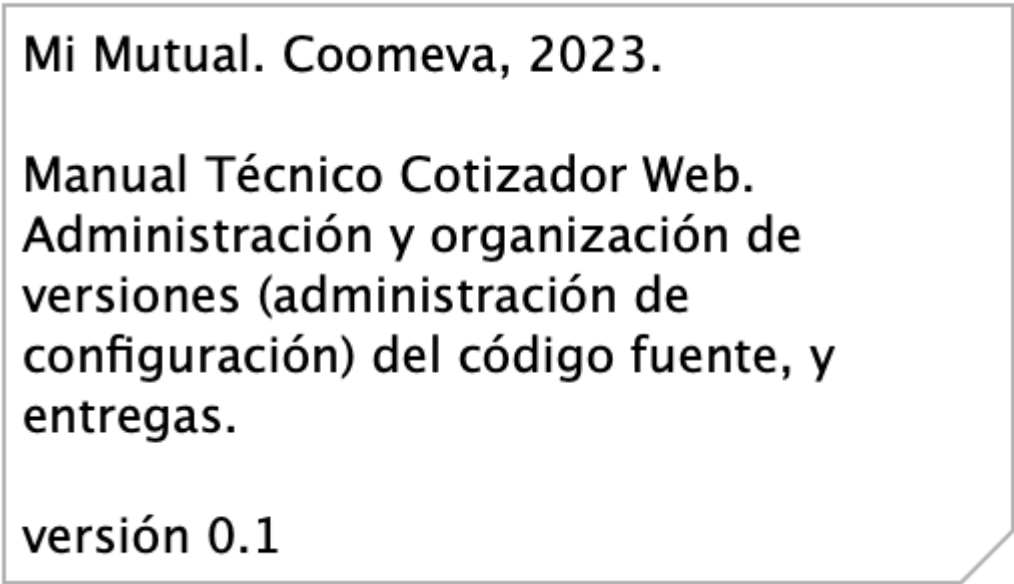 Mi Mutual. Coomeva, 2023.
Manual Técnico Cotizador Web.
Administración y organización de
versiones (administración de
configuración) del código fuente, y
entregas.
versión 0.1